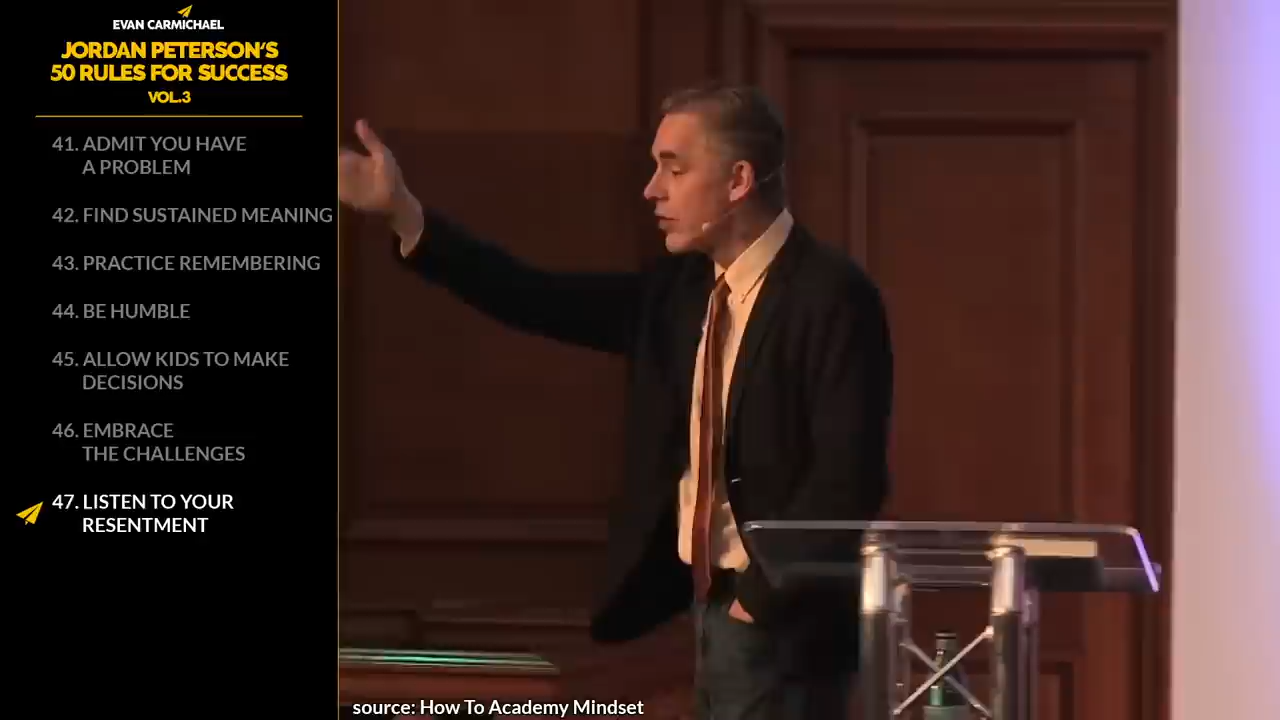 EVAN CARMICHAEL
JORDAN PETERSON'S
50 RULES FOR SUCCESS
VOL.3
41. ADMIT YOU HAVE
A PROBLEM
42. FIND SUSTAINED MEANING
43. PRACTICE REMEMBERING
44. BE HUMBLE
45. ALLOW KIDS TO MAKE
DECISIONS
46. EMBRACE
THE CHALLENGES
47. LISTEN TO YOUR
RESENTMENT
source: How To Academy Mindset